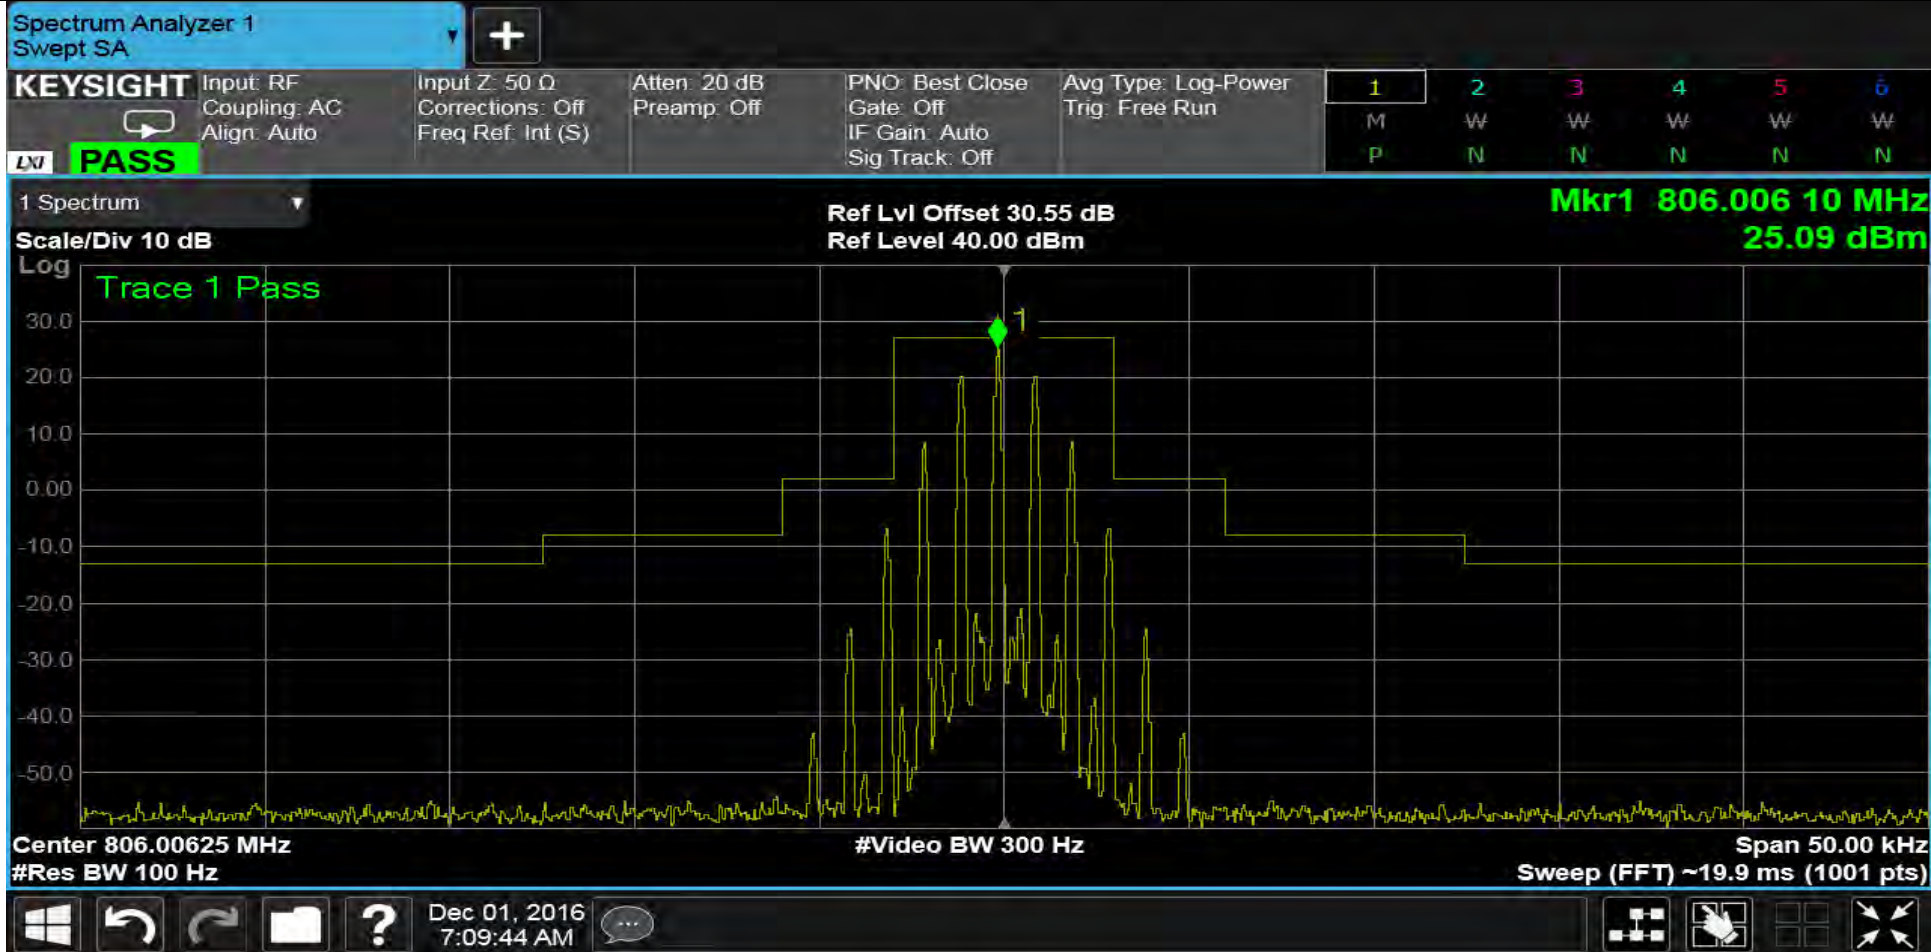 Spectrum Analyzer 1
Swept SA
+
KEYSIGHT
LXI
PASS
Input: RF
Coupling: AC
Align: Auto
Input Z: 50 Ω
Corrections: Off
Freq Ref: Int (S)
Atten: 20 dB
Preamp: Off
PNO: Best Close
Gate: Off
IF Gain: Auto
Sig Track: Off
Avg Type: Log-Power
Trig: Free Run
1 2 3 4 5 6
M W W W W W
P N N N N N
1 Spectrum
Scale/Div 10 dB
Log
Ref Lvl Offset 30.55 dB
Ref Level 40.00 dBm
Mkr1 806.006 10 MHz
25.09 dBm
Trace 1 Pass
1
30.0
20.0
10.0
0.00
-10.0
-20.0
-30.0
-40.0
-50.0
Center 806.00625 MHz
#Res BW 100 Hz
#Video BW 300 Hz
Span 50.00 kHz
Sweep (FFT) ~19.9 ms (1001 pts)
?
Dec 01, 2016
7:09:44 AM